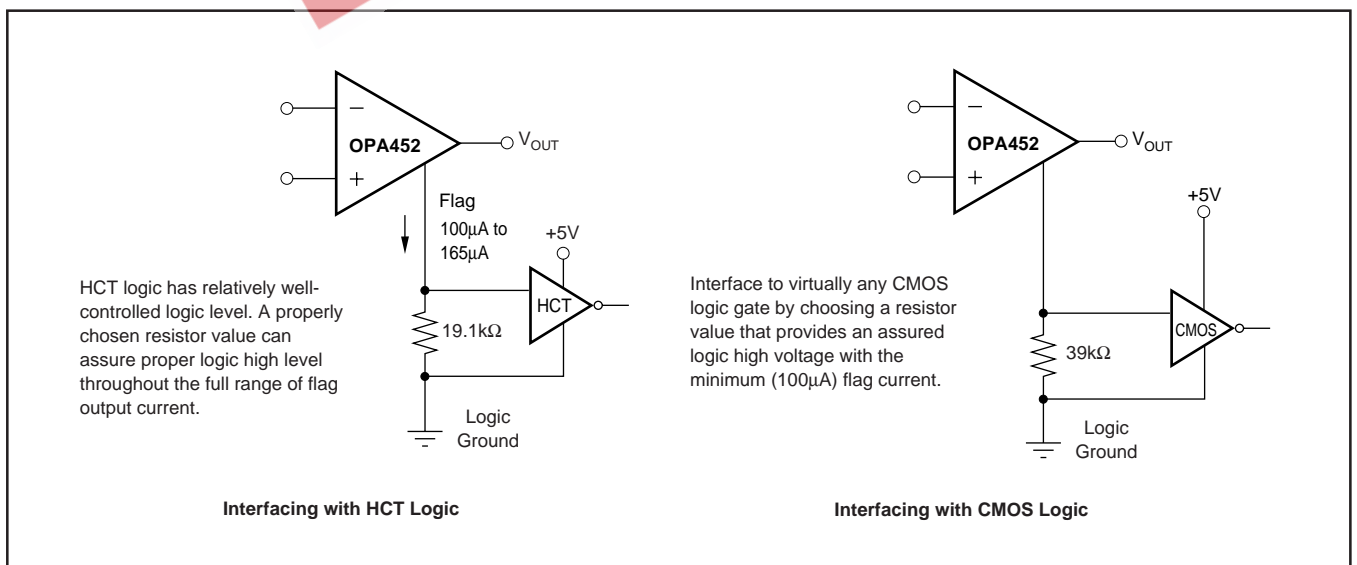 −
OPA452
+
VOUT
Flag
100µA to
165µA
+5V
HCT
19.1kΩ
Logic
Ground
HCT logic has relatively well-
controlled logic level. A properly
chosen resistor value can
assure proper logic high level
throughout the full range of flag
output current.
Interfacing with HCT Logic
−
OPA452
+
VOUT
+5V
CMOS
39kΩ
Logic
Ground
Interface to virtually any CMOS
logic gate by choosing a resistor
value that provides an assured
logic high voltage with the
minimum (100µA) flag current.
Interfacing with CMOS Logic